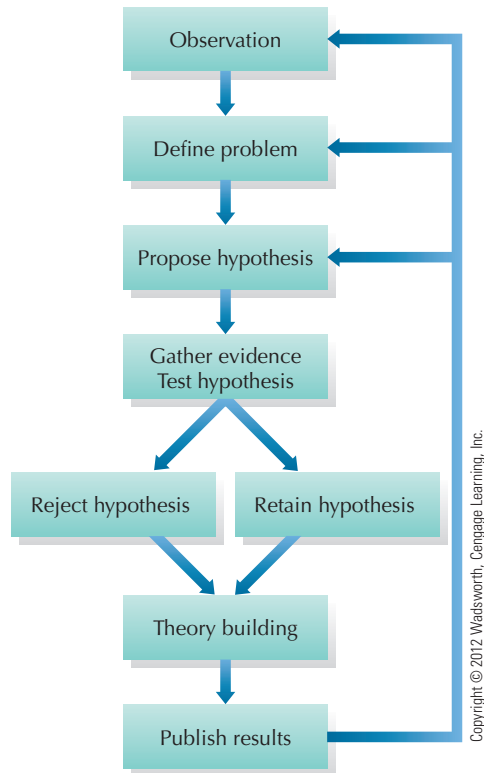 Observation
Define problem
Propose hypothesis
Gather evidence
Test hypothesis
Reject hypothesis
Retain hypothesis
Theory building
Publish results
Copyright © 2012 Wadsworth, Cengage Learning, Inc.